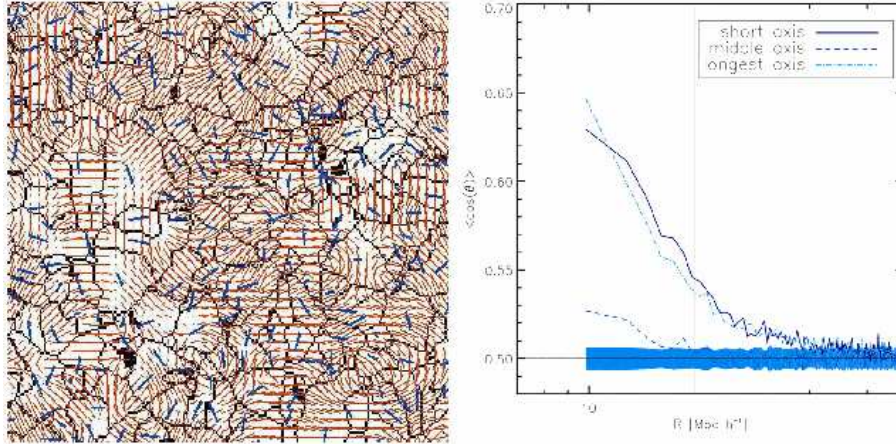 0.70
0.65
0.60
0.55
0.50
<cos(θ)>
short axis
middle axis
ongest axis
10
R [Mpc h⁻¹]